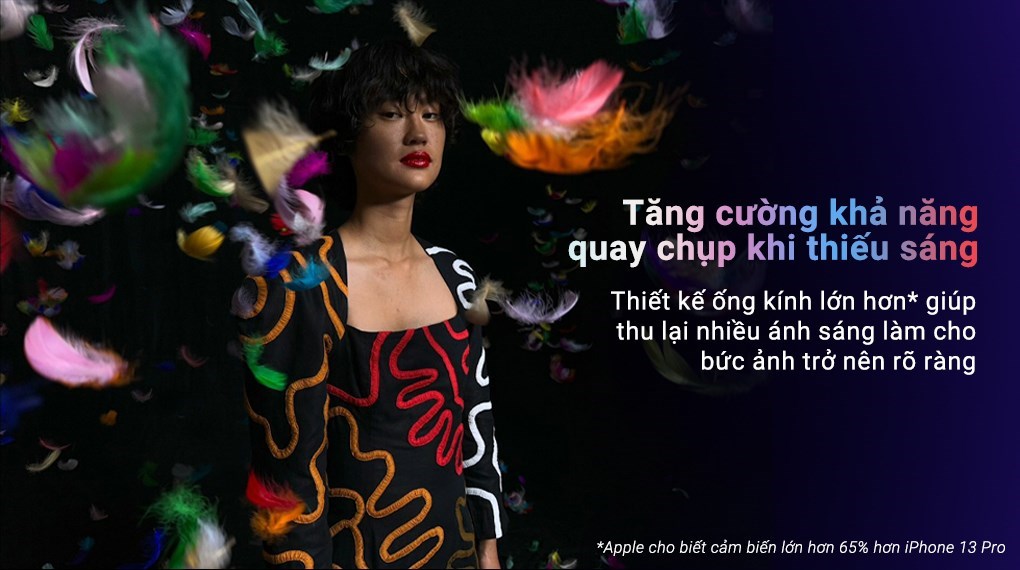 Tăng cường khả năng
quay chụp khi thiếu sáng
Thiết kế ống kính lớn hơn* giúp
thu lại nhiều ánh sáng làm cho
bức ảnh trở nên rõ ràng
*Apple cho biết cảm biến lớn hơn 65% hơn iPhone 13 Pro